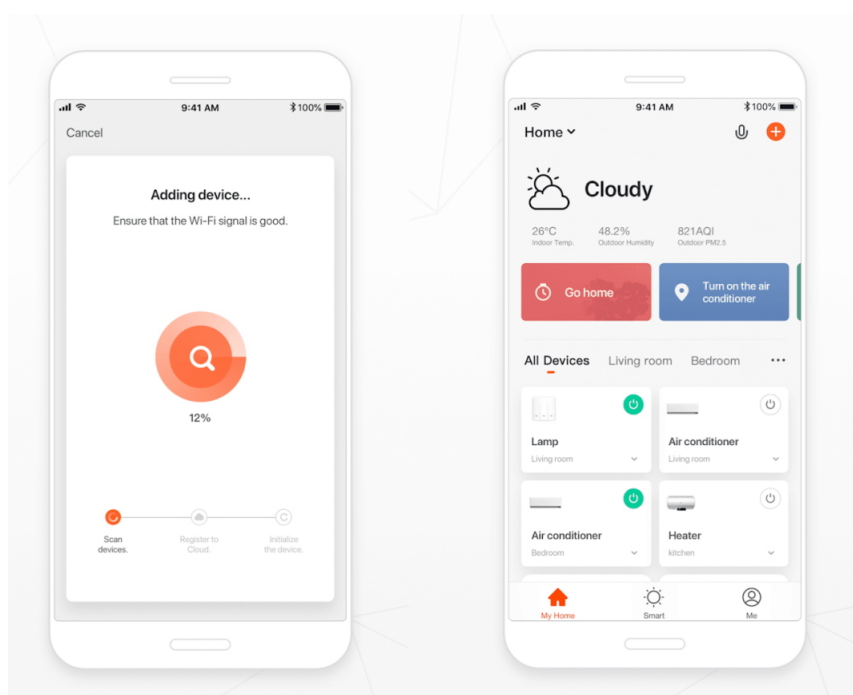 9:41 AM
100%
Cancel
Adding device...
Ensure that the Wi-Fi signal is good.
12%
Scan
devices.
Register to
Cloud.
Initialize
the device.
9:41 AM
100%
Home
Cloudy
26°C
Indoor Temp.
48.2%
Outdoor Humidity
821AQI
Outdoor PM2.5
Go home
Turn on the air
conditioner
All Devices
Living room
Bedroom
Lamp
Living room
Air conditioner
Living room
Air conditioner
Bedroom
Heater
kitchen
My Home
Smart
Me